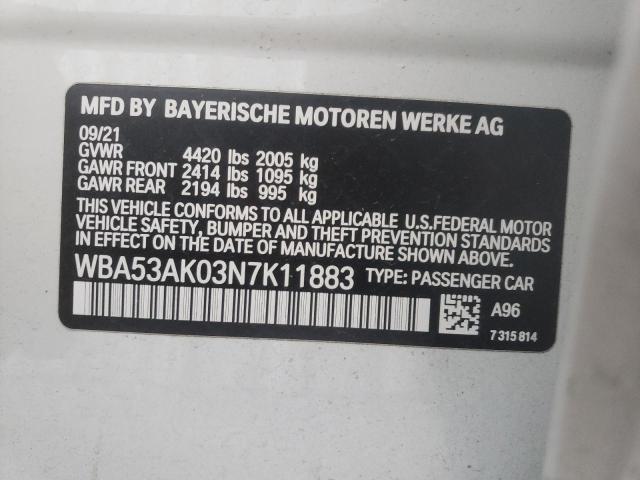 MFD BY BAYERISCHE MOTOREN WERKE AG
09/21
GVWR 4420 lbs 2005 kg
GAWR FRONT 2414 lbs 1095 kg
GAWR REAR 2194 lbs 995 kg
THIS VEHICLE CONFORMS TO ALL APPLICABLE U.S.FEDERAL MOTOR
VEHICLE SAFETY, BUMPER AND THEFT PREVENTION STANDARDS
IN EFFECT ON THE DATE OF MANUFACTURE SHOWN ABOVE.
WBA53AK03N7K11883 TYPE: PASSENGER CAR
A96
7 315 814